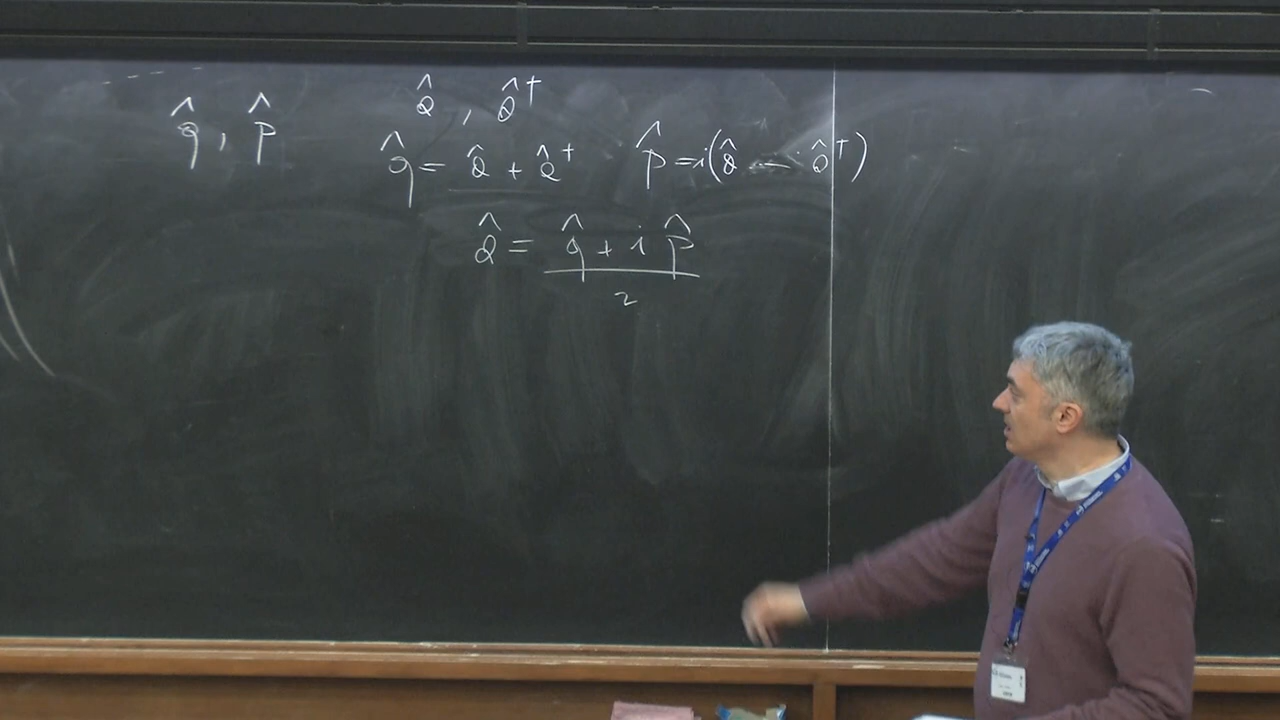 q̂, p̂
â, â†
q̂ = â + â† p̂ = i(â - â†)
â = (q̂ + i p̂) / 2